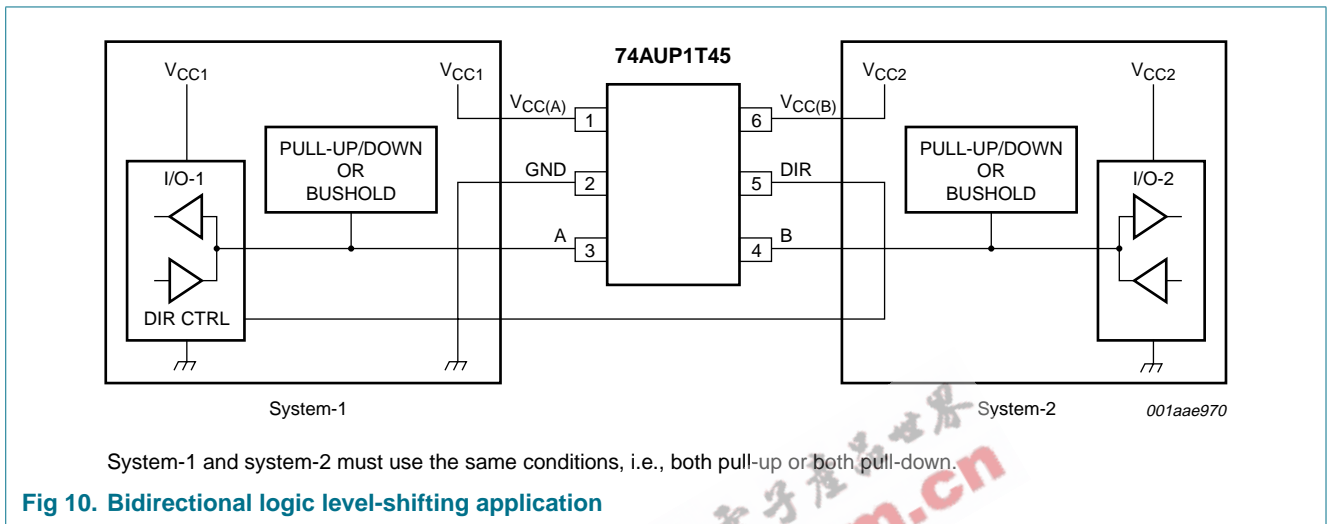 74AUP1T45
VCC1
VCC1
VCC(A)
1
6
VCC(B)
VCC2
VCC2
PULL-UP/DOWN
OR
BUSHOLD
I/O-1
GND
2
5
DIR
PULL-UP/DOWN
OR
BUSHOLD
I/O-2
A
3
4
B
DIR CTRL
System-1
System-2
001aae970
System-1 and system-2 must use the same conditions, i.e., both pull-up or both pull-down.
Fig 10. Bidirectional logic level-shifting application
.cn